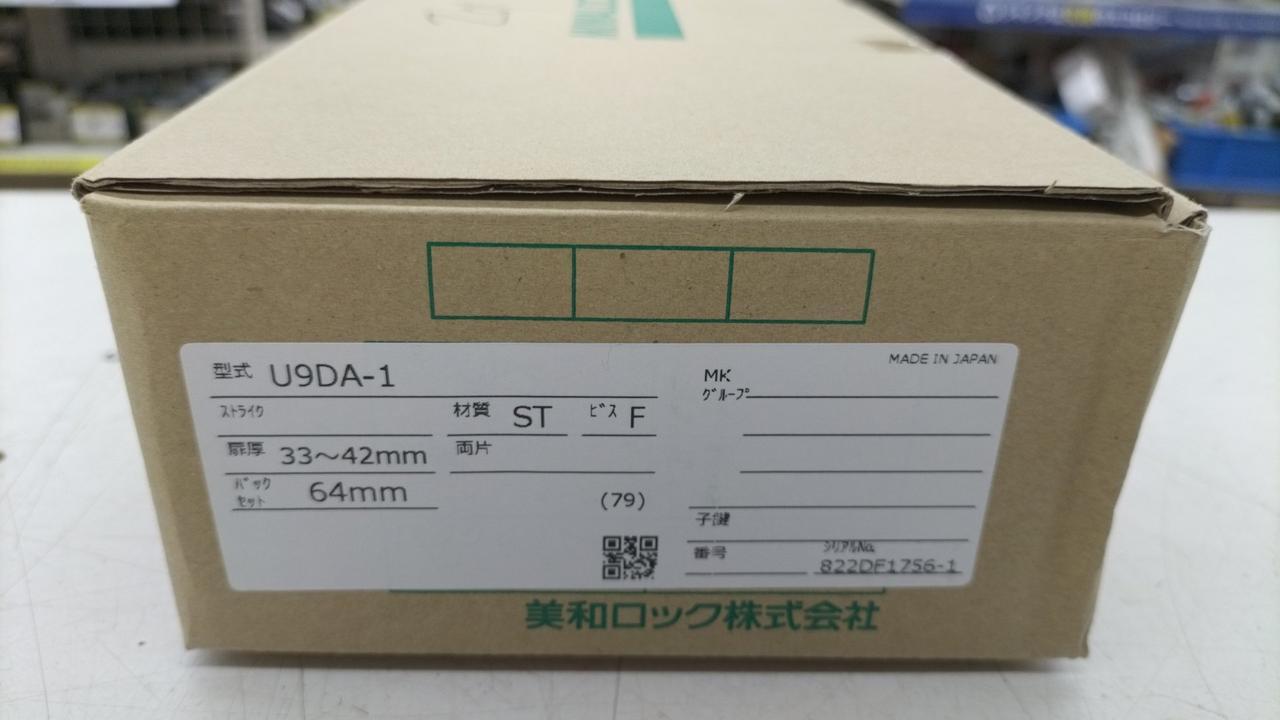 MADE IN JAPAN
型式 U9DA-1
MK
グループ
ストライク 材質 ST ビス F
扉厚 33～42mm 両片
バックセット 64mm
(79)
子鍵
番号 シリアルNo.
822DF1756-1
美和ロック株式会社